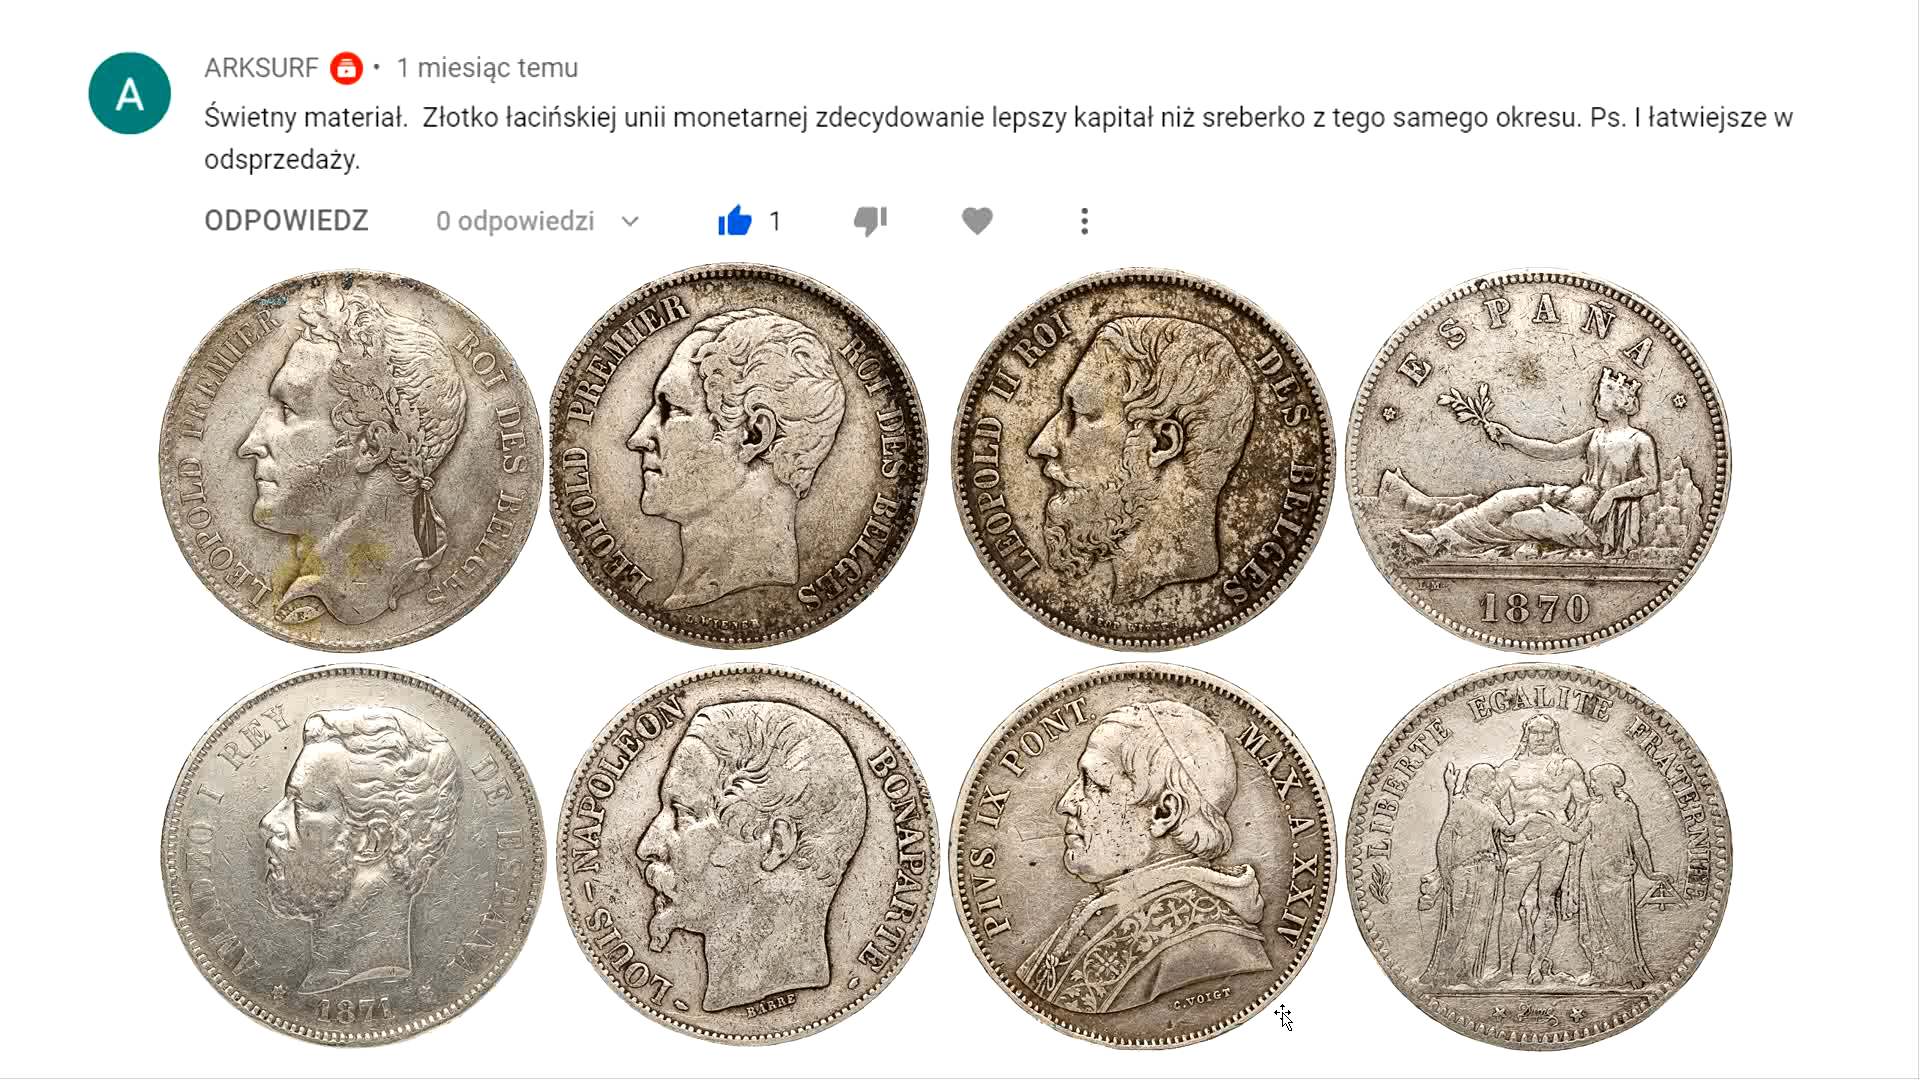 A
ARKSURF • 1 miesiąc temu
Świetny materiał. Złotko łacińskiej unii monetarnej zdecydowanie lepszy kapitał niż sreberko z tego samego okresu. Ps. I łatwiejsze w
odsprzedaży.
ODPOWIEDZ 0 odpowiedzi 1
LEOPOLD PREMIER ROI DES BELGES
LEOPOLD PREMIER ROI DES BELGES
L. WIENER
LEOPOLD II ROI DES BELGES
ESPAÑA
L.M.
1870
AMADEO I REY DE ESPAÑA
1871
LOUIS-NAPOLEON BONAPARTE
BARRE
PIVS IX PONT. MAX. A.XXIV
C.VOIGT
LIBERTE EGALITE FRATERNITE